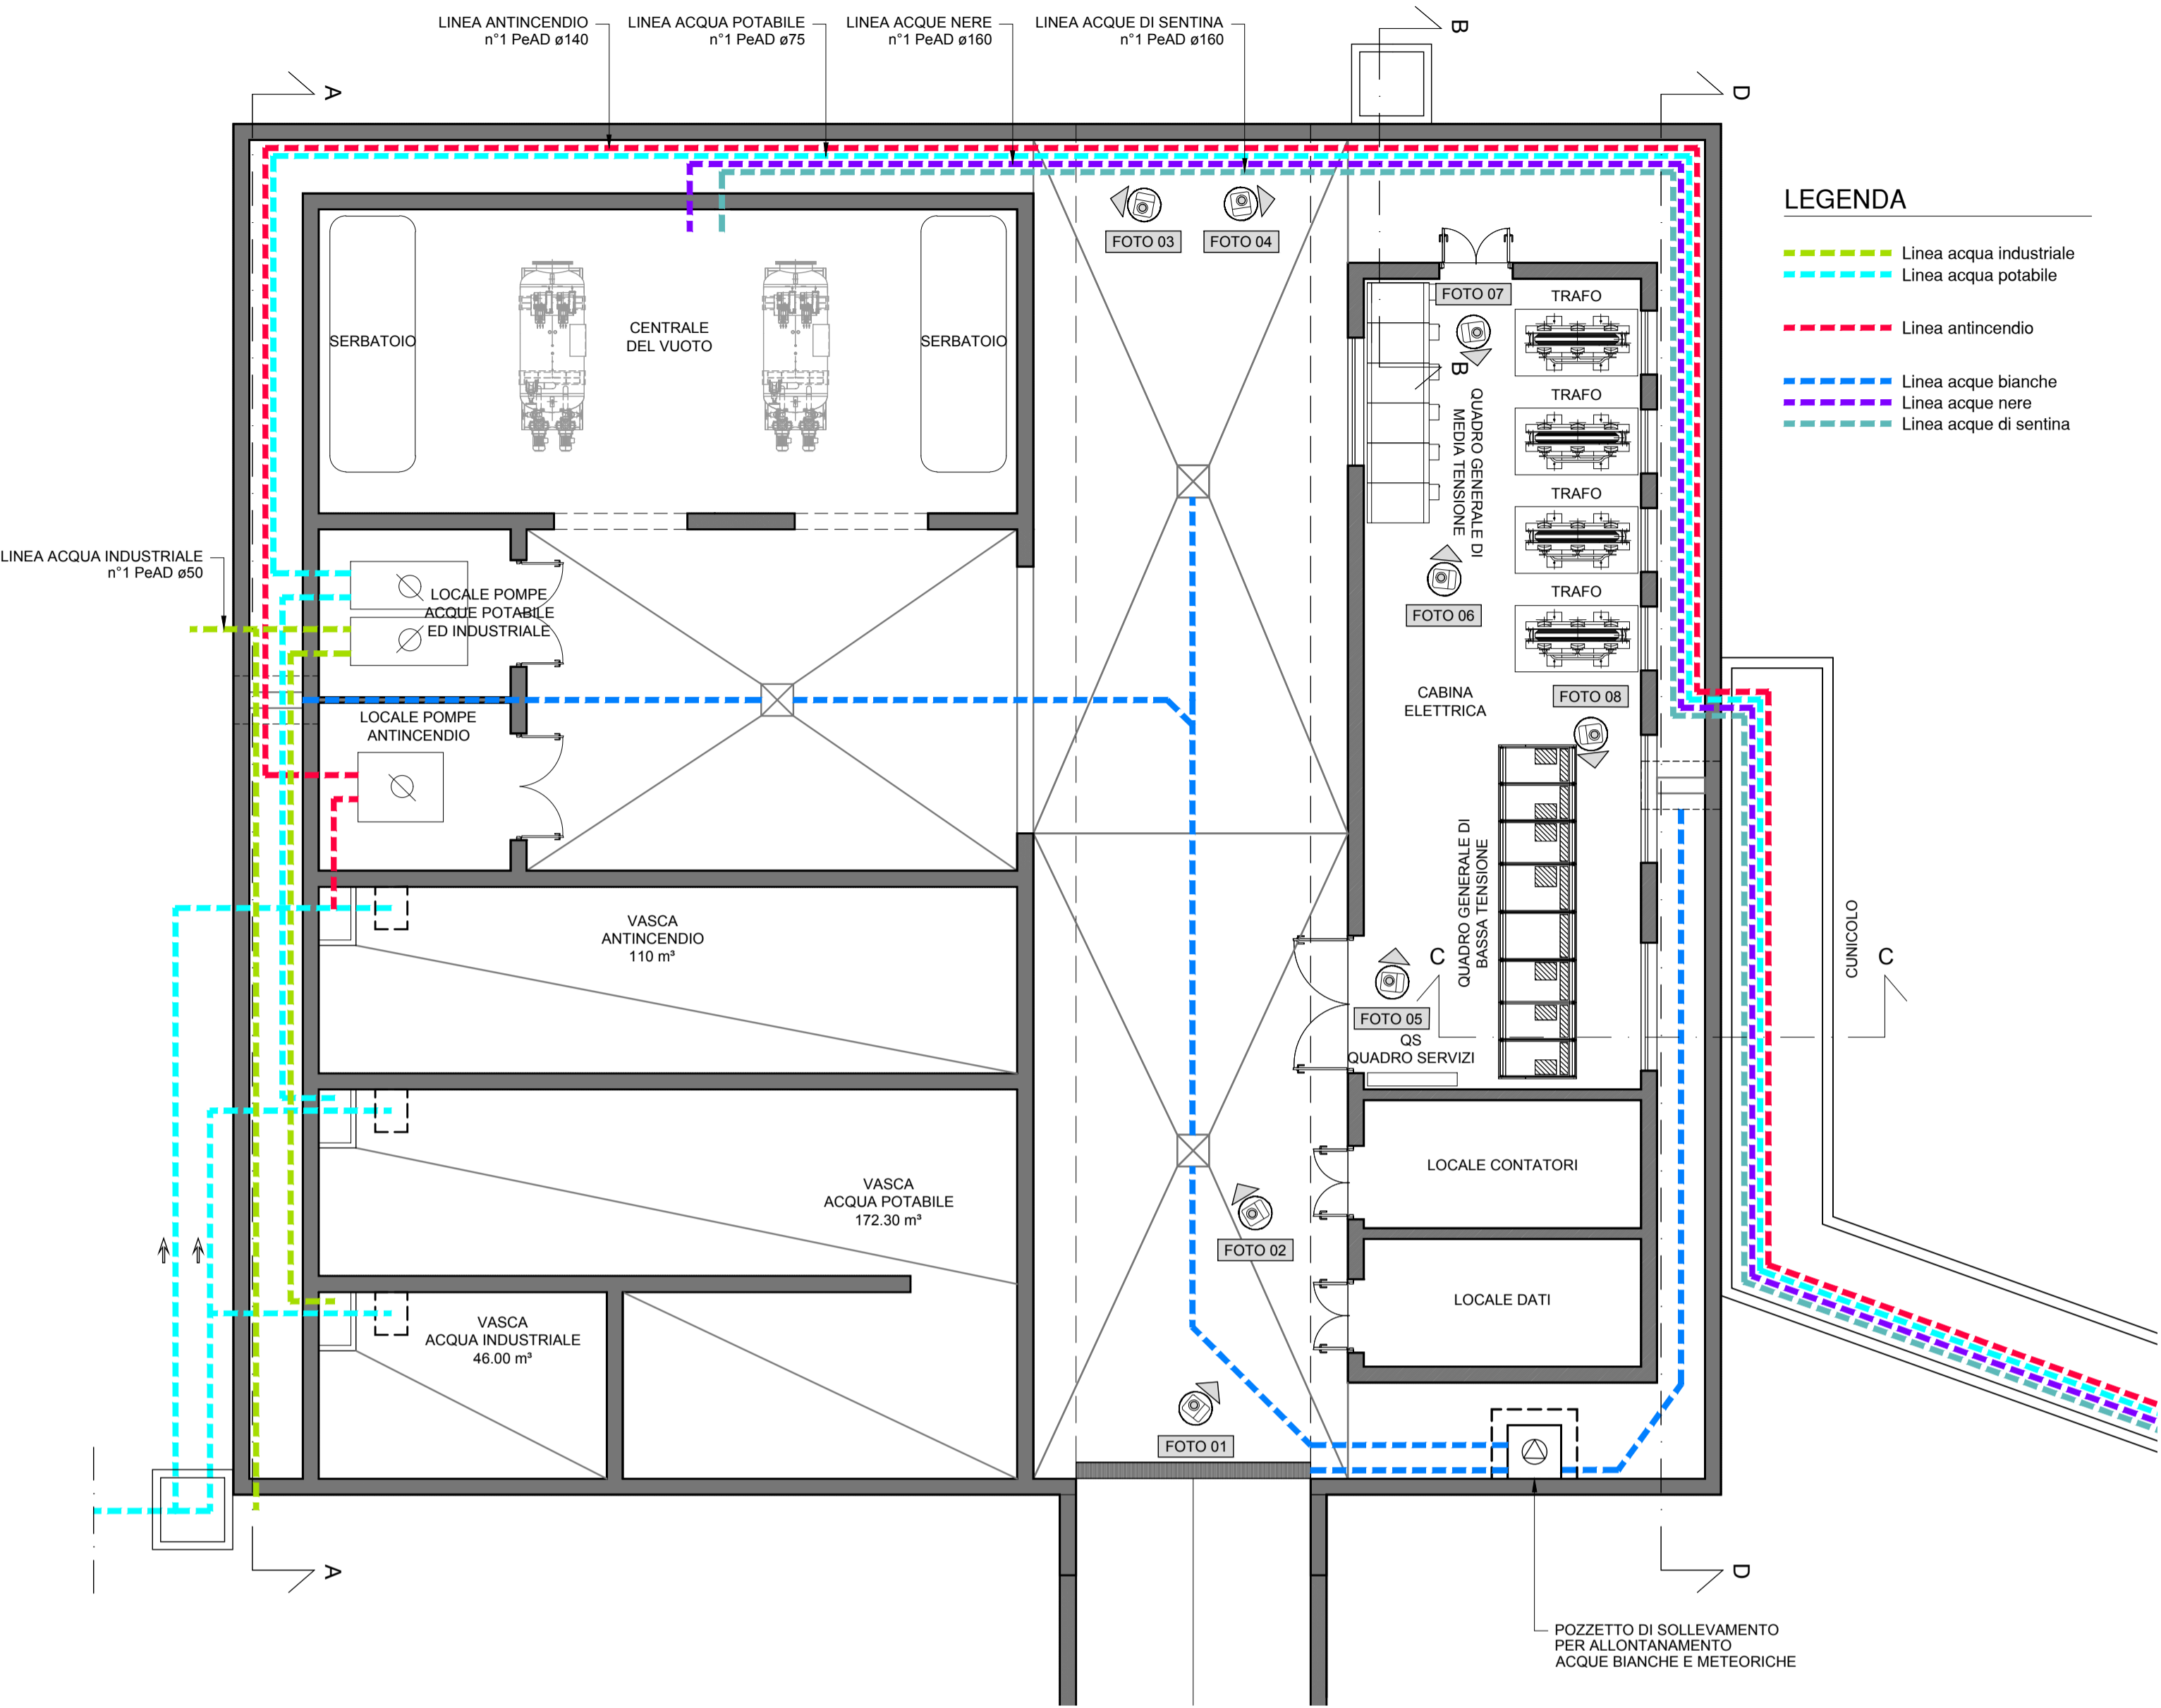 LINEA ANTINCENDIO
n°1 PeAD ø140
LINEA ACQUA POTABILE
n°1 PeAD ø75
LINEA ACQUE NERE
n°1 PeAD ø160
LINEA ACQUE DI SENTINA
n°1 PeAD ø160
B
A
D
LEGENDA
Linea acqua industriale
Linea acqua potabile
Linea antincendio
Linea acque bianche
Linea acque nere
Linea acque di sentina
FOTO 03
FOTO 04
SERBATOIO
CENTRALE
DEL VUOTO
SERBATOIO
FOTO 07
TRAFO
B
QUADRO GENERALE DI
MEDIA TENSIONE
TRAFO
TRAFO
TRAFO
FOTO 06
LINEA ACQUA INDUSTRIALE
n°1 PeAD ø50
LOCALE POMPE
ACQUE POTABILE
ED INDUSTRIALE
LOCALE POMPE
ANTINCENDIO
CABINA
ELETTRICA
FOTO 08
QUADRO GENERALE DI
BASSA TENSIONE
VASCA
ANTINCENDIO
110 m³
CUNICOLO
C
C
FOTO 05
QS
QUADRO SERVIZI
VASCA
ACQUA POTABILE
172.30 m³
LOCALE CONTATORI
FOTO 02
LOCALE DATI
VASCA
ACQUA INDUSTRIALE
46.00 m³
FOTO 01
A
D
POZZETTO DI SOLLEVAMENTO
PER ALLONTANAMENTO
ACQUE BIANCHE E METEORICHE